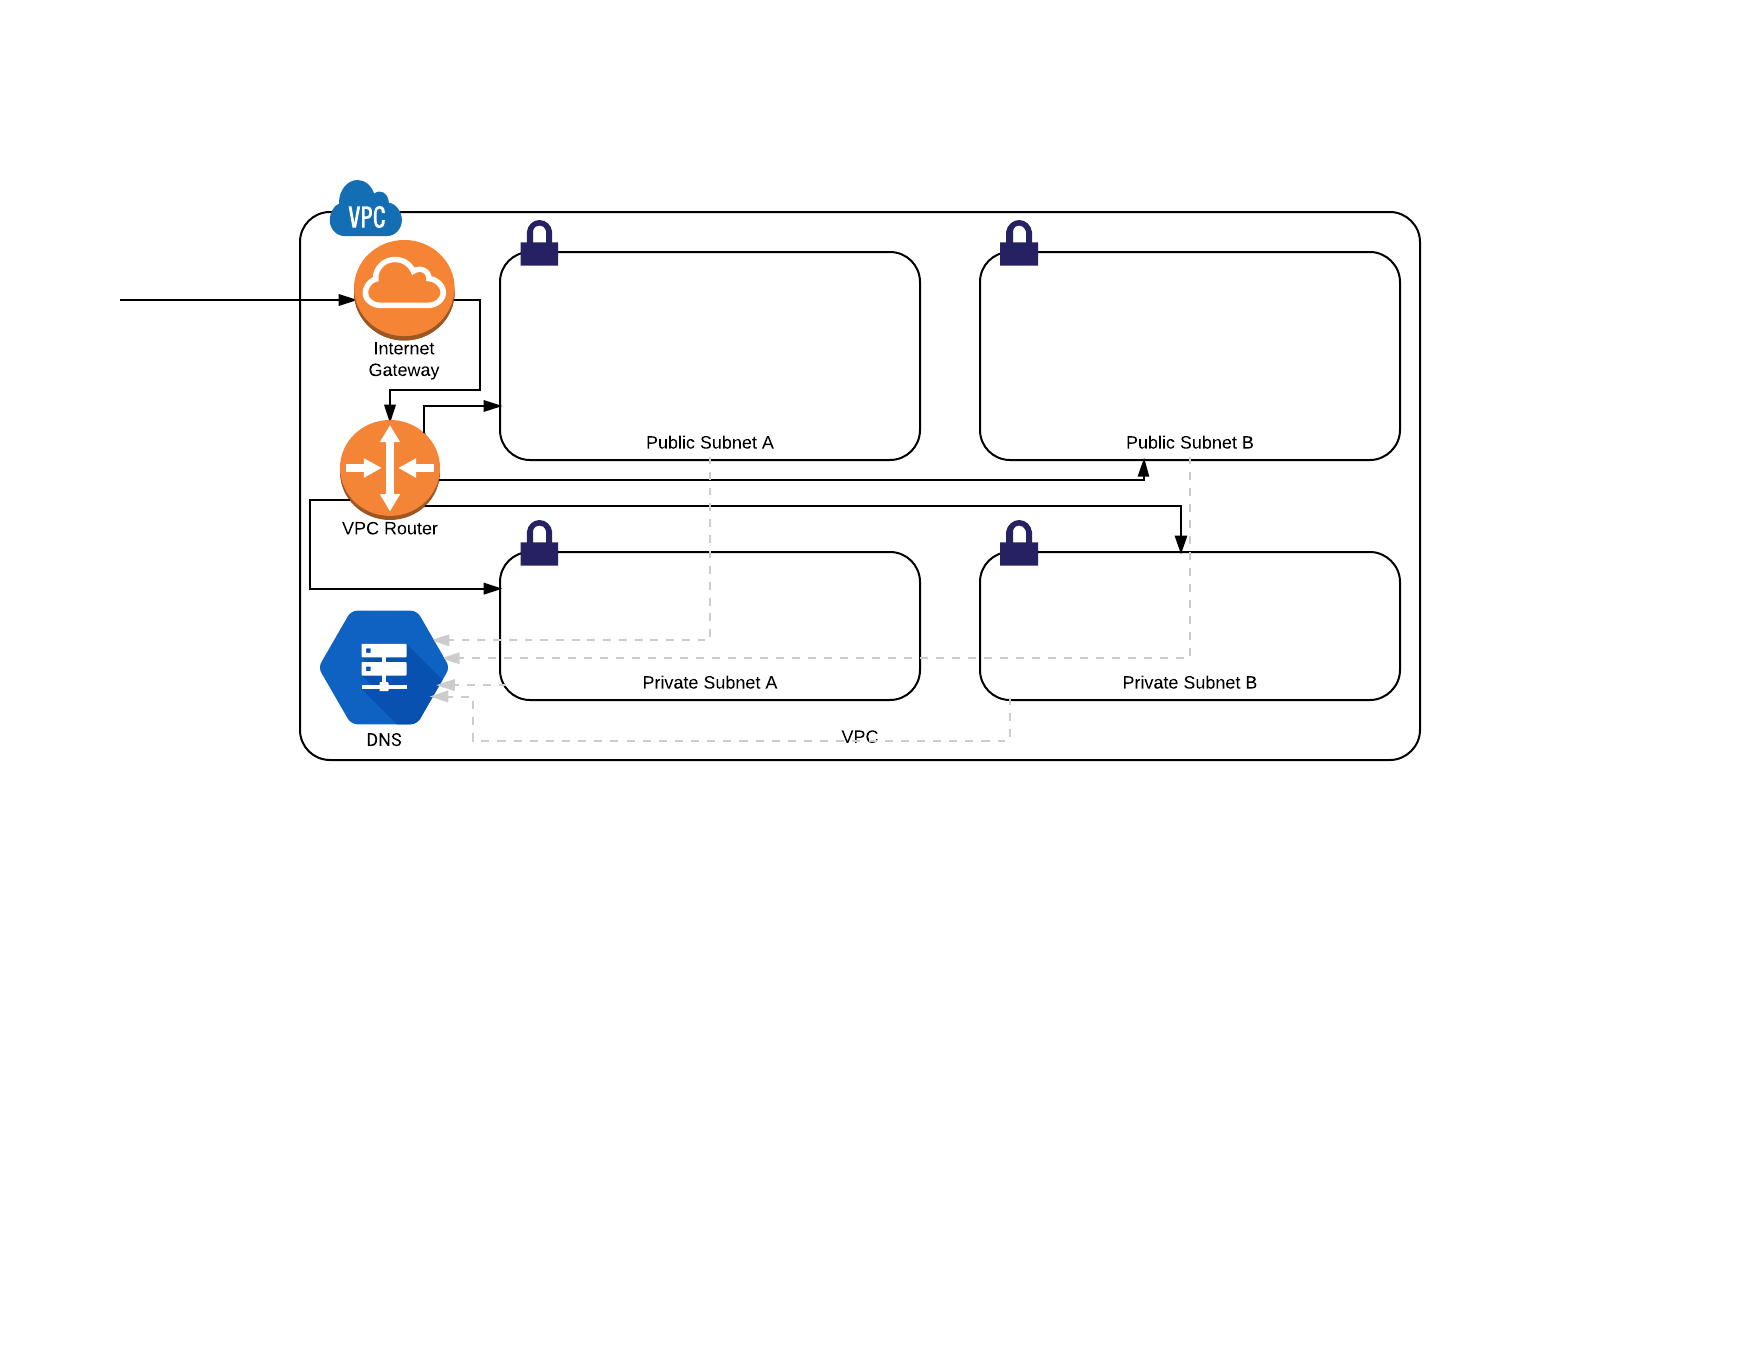 VPC
Internet
Gateway
Public Subnet A
Public Subnet B
VPC Router
Private Subnet A
Private Subnet B
VPC
DNS